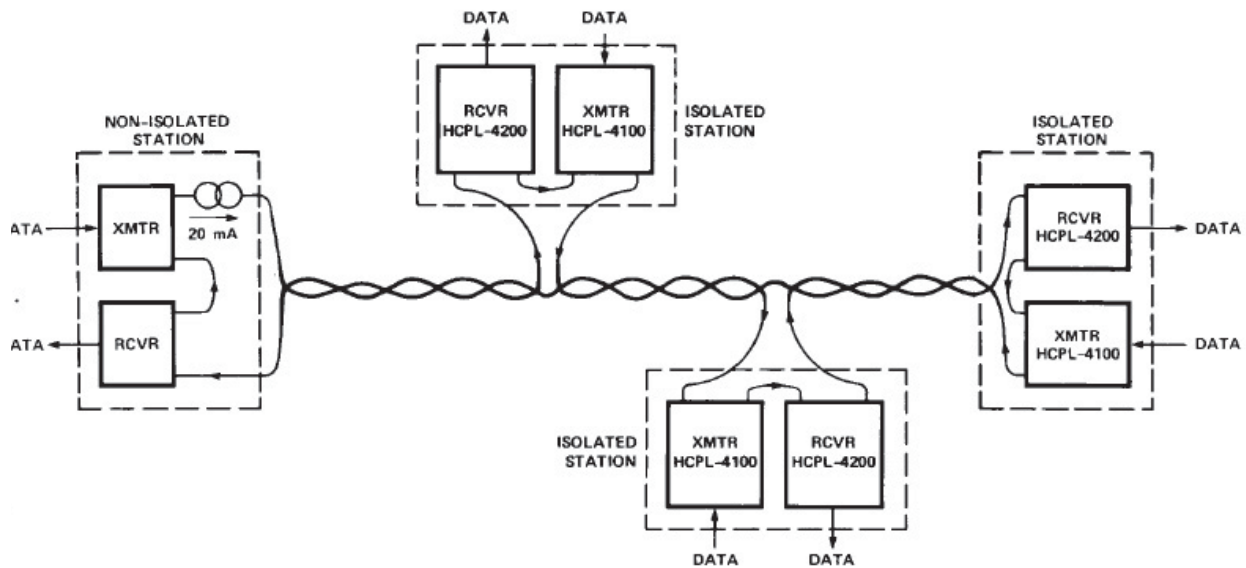 DATA
DATA
RCVR
HCPL-4200
XMTR
HCPL-4100
ISOLATED
STATION
NON-ISOLATED
STATION
XMTR
20 mA
ATA
RCVR
ATA
ISOLATED
STATION
RCVR
HCPL-4200
DATA
XMTR
HCPL-4100
DATA
ISOLATED
STATION
XMTR
HCPL-4100
RCVR
HCPL-4200
DATA
DATA